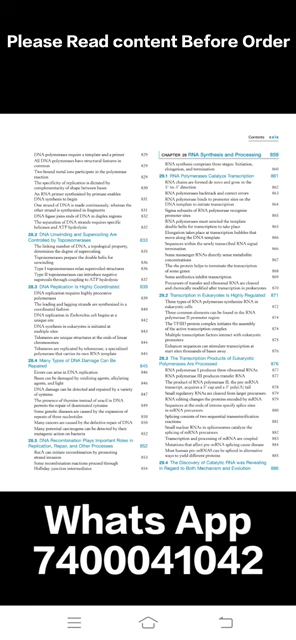 Please Read content Before Order
Contents xxix
DNA polymerases require a template and a primer 829
All DNA polymerases have structural features in
common 829
Two bound metal ions participate in the polymerase
reaction 829
The specificity of replication is dictated by
complementarity of shape between bases 830
An RNA primer synthesized by primase enables
DNA synthesis to begin 831
One strand of DNA is made continuously, whereas the
other strand is synthesized in fragments 831
DNA ligase joins ends of DNA in duplex regions 832
The separation of DNA strands requires specific
helicases and ATP hydrolysis 832
28.2 DNA Unwinding and Supercoiling Are
Controlled by Topoisomerases 833
The linking number of DNA, a topological property,
determines the degree of supercoiling 835
Topoisomerases prepare the double helix for
unwinding 836
Type I topoisomerases relax supercoiled structures 836
Type II topoisomerases can introduce negative
supercoils through coupling to ATP hydrolysis 837
28.3 DNA Replication Is Highly Coordinated 839
DNA replication requires highly processive
polymerases 839
The leading and lagging strands are synthesized in a
coordinated fashion 840
DNA replication in Escherichia coli begins at a
unique site 842
DNA synthesis in eukaryotes is initiated at
multiple sites 843
Telomeres are unique structures at the ends of linear
chromosomes 844
Telomeres are replicated by telomerase, a specialized
polymerase that carries its own RNA template 845
28.4 Many Types of DNA Damage Can Be
Repaired 845
Errors can arise in DNA replication 846
Bases can be damaged by oxidizing agents, alkylating
agents, and light 846
DNA damage can be detected and repaired by a variety
of systems 847
The presence of thymine instead of uracil in DNA
permits the repair of deaminated cytosine 849
Some genetic diseases are caused by the expansion of
repeats of three nucleotides 850
Many cancers are caused by the defective repair of DNA 850
Many potential carcinogens can be detected by their
mutagenic action on bacteria 852
28.5 DNA Recombination Plays Important Roles in
Replication, Repair, and Other Processes 852
RecA can initiate recombination by promoting
strand invasion 853
Some recombination reactions proceed through
Holliday-junction intermediates 854
CHAPTER 29 RNA Synthesis and Processing 859
RNA synthesis comprises three stages: Initiation,
elongation, and termination 860
29.1 RNA Polymerases Catalyze Transcription 861
RNA chains are formed de novo and grow in the
5′-to-3′ direction 862
RNA polymerases backtrack and correct errors 863
RNA polymerase binds to promoter sites on the
DNA template to initiate transcription 864
Sigma subunits of RNA polymerase recognize
promoter sites 865
RNA polymerases must unwind the template
double helix for transcription to take place 865
Elongation takes place at transcription bubbles that
move along the DNA template
Sequences within the newly transcribed RNA signal
termination 866
Some messenger RNAs directly sense metabolite
concentrations 867
The rho protein helps to terminate the transcription
of some genes 868
Some antibiotics inhibit transcription
Precursors of transfer and ribosomal RNA are cleaved
and chemically modified after transcription in prokaryotes
29.2 Transcription in Eukaryotes Is Highly Regulated 871
Three types of RNA polymerase synthesize RNA in
eukaryotic cells 872
Three common elements can be found in the RNA
polymerase II promoter region 874
The TFIID protein complex initiates the assembly
of the active transcription complex 874
Multiple transcription factors interact with eukaryotic
promoters 875
Enhancer sequences can stimulate transcription at
start sites thousands of bases away 876
29.3 The Transcription Products of Eukaryotic
Polymerases Are Processed 876
RNA polymerase I produces three ribosomal RNAs 877
RNA polymerase III produces transfer RNA 877
The product of RNA polymerase II, the pre-mRNA
transcript, acquires a 5′ cap and a 3′ poly(A) tail 878
Small regulatory RNAs are cleaved from larger precursors 879
RNA editing changes the proteins encoded by mRNA 879
Sequences at the ends of introns specify splice sites
in mRNA precursors 880
Splicing consists of two sequential transesterification
reactions 881
Small nuclear RNAs in spliceosomes catalyze the
splicing of mRNA precursors 882
Transcription and processing of mRNA are coupled 883
Mutations that affect pre-mRNA splicing cause disease 884
Most human pre-mRNAs can be spliced in alternative
ways to yield different proteins 885
29.4 The Discovery of Catalytic RNA was Revealing
in Regard to Both Mechanism and Evolution 886
Whats App
7400041042